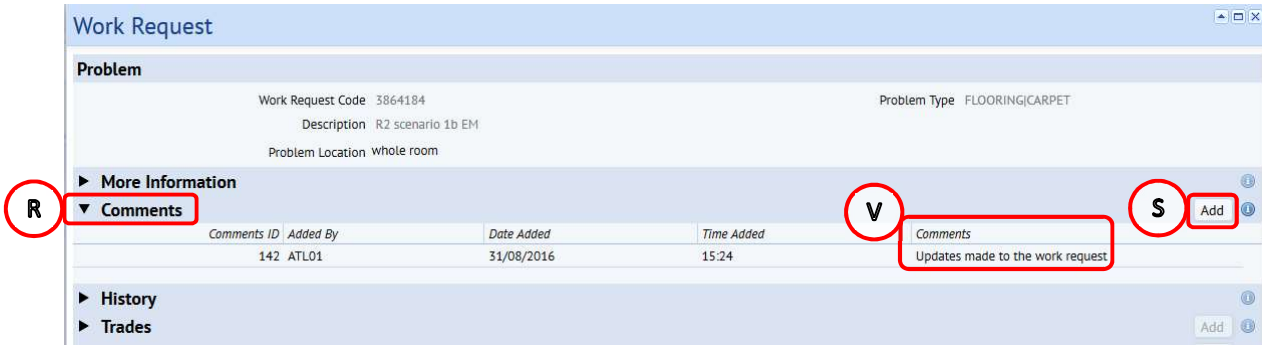 Work Request
Problem
Work Request Code 3864184 Problem Type FLOORING|CARPET
Description R2 scenario 1b EM
Problem Location whole room
More Information
R Comments V S Add
Comments ID Added By Date Added Time Added Comments
142 ATL01 31/08/2016 15:24 Updates made to the work request
History
Trades Add